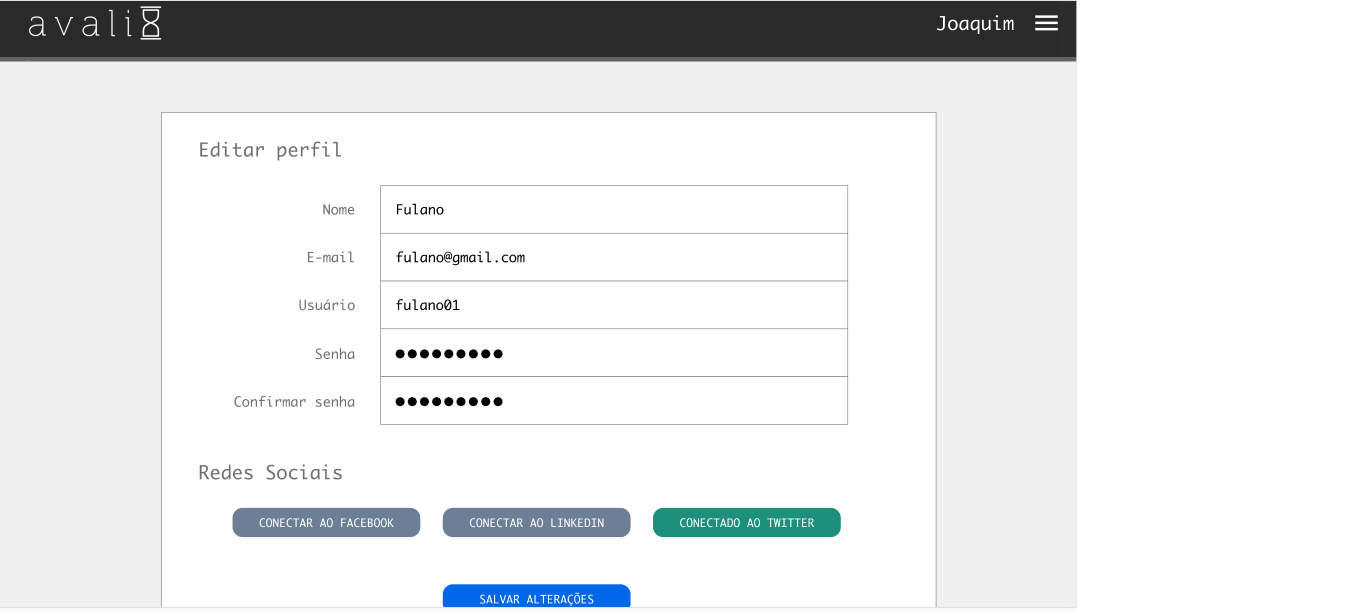 avali
Joaquim
Editar perfil
Nome Fulano
E-mail fulano@gmail.com
Usuário fulano01
Senha ●●●●●●●●●
Confirmar senha ●●●●●●●●●
Redes Sociais
CONECTAR AO FACEBOOK CONECTAR AO LINKEDIN CONECTADO AO TWITTER
SALVAR ALTERAÇÕES